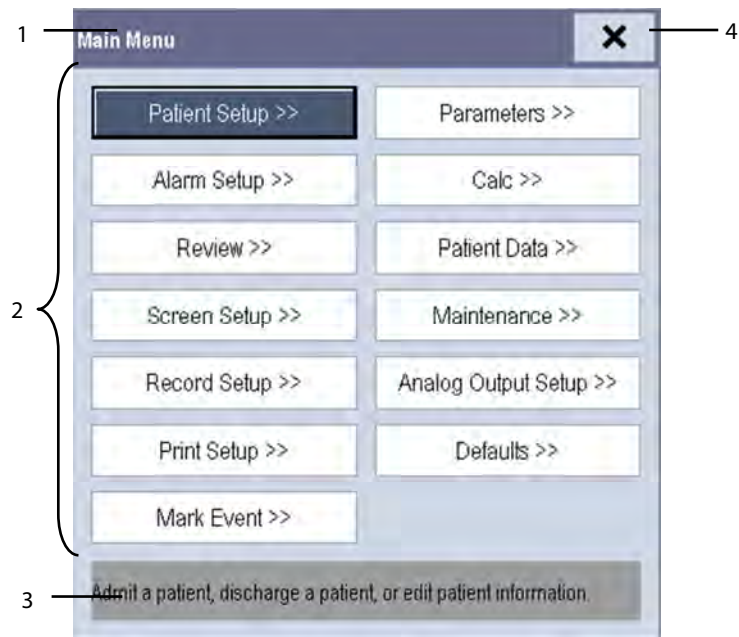 1
Main Menu
4
2
Patient Setup >>
Parameters >>
Alarm Setup >>
Calc >>
Review >>
Patient Data >>
Screen Setup >>
Maintenance >>
Record Setup >>
Analog Output Setup >>
Print Setup >>
Defaults >>
Mark Event >>
3
Admit a patient, discharge a patient, or edit patient information.